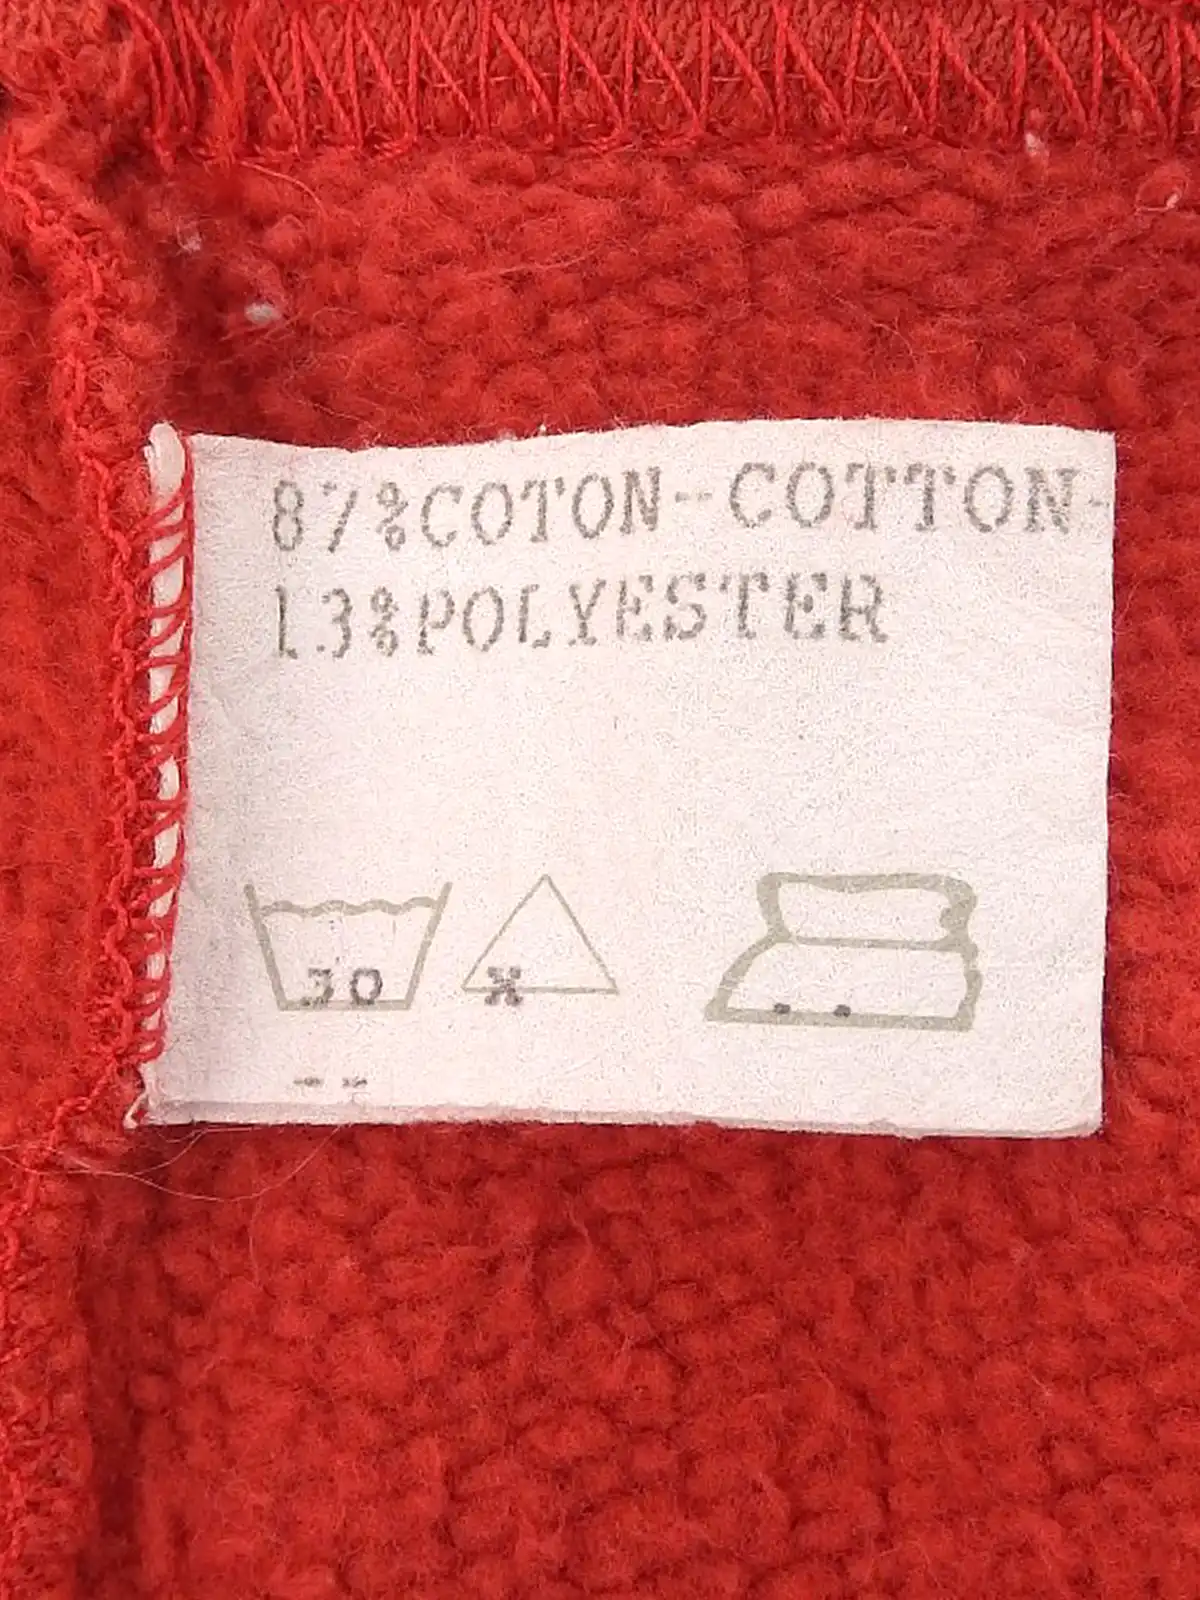 87%COTON-COTTON-
13%POLYESTER
30 X